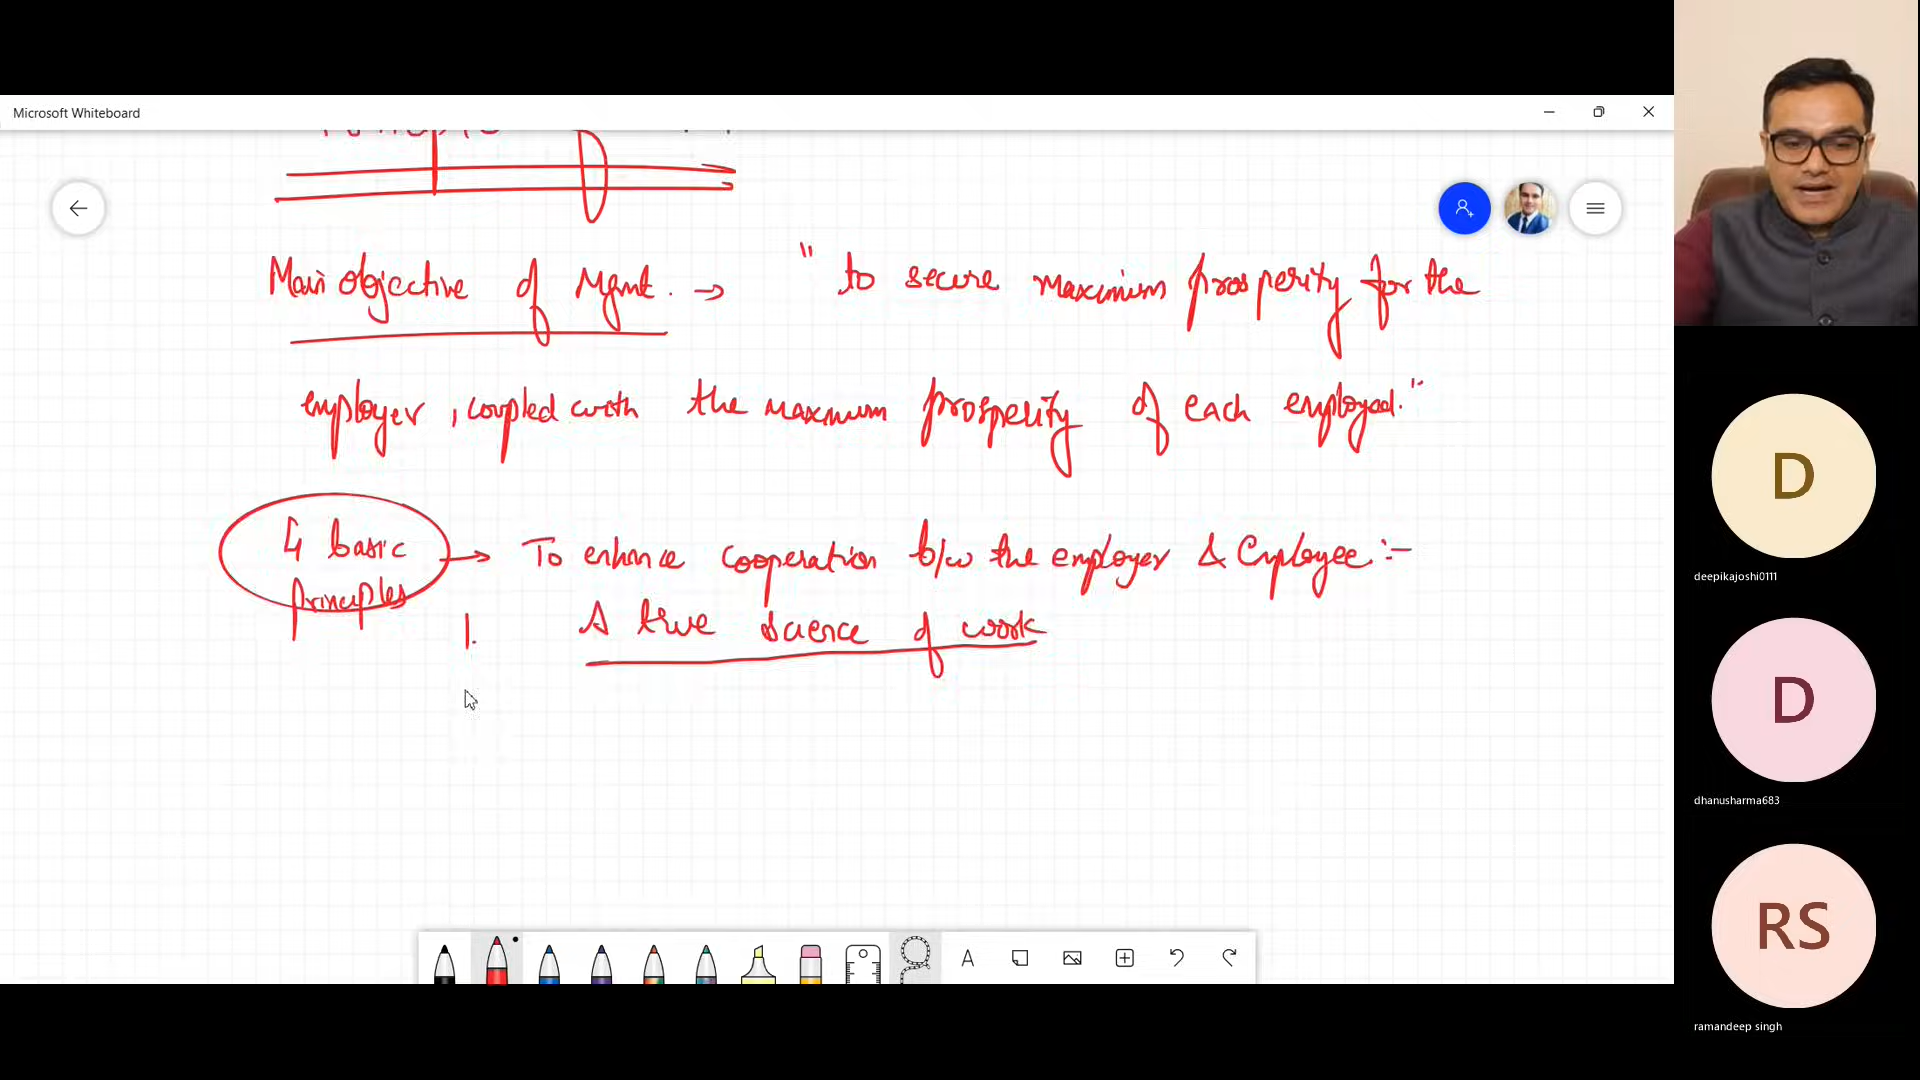 Microsoft Whiteboard
Main objective of Mgmt. → " to secure maximum prosperity for the
employer, coupled with the maximum prosperity of each employed."
4 basic principles → To enhance cooperation b/w the employer & Employee :-
1. A true science of work
A
D
deepikajoshi0111
D
dhanusharma683
RS
ramandeep singh